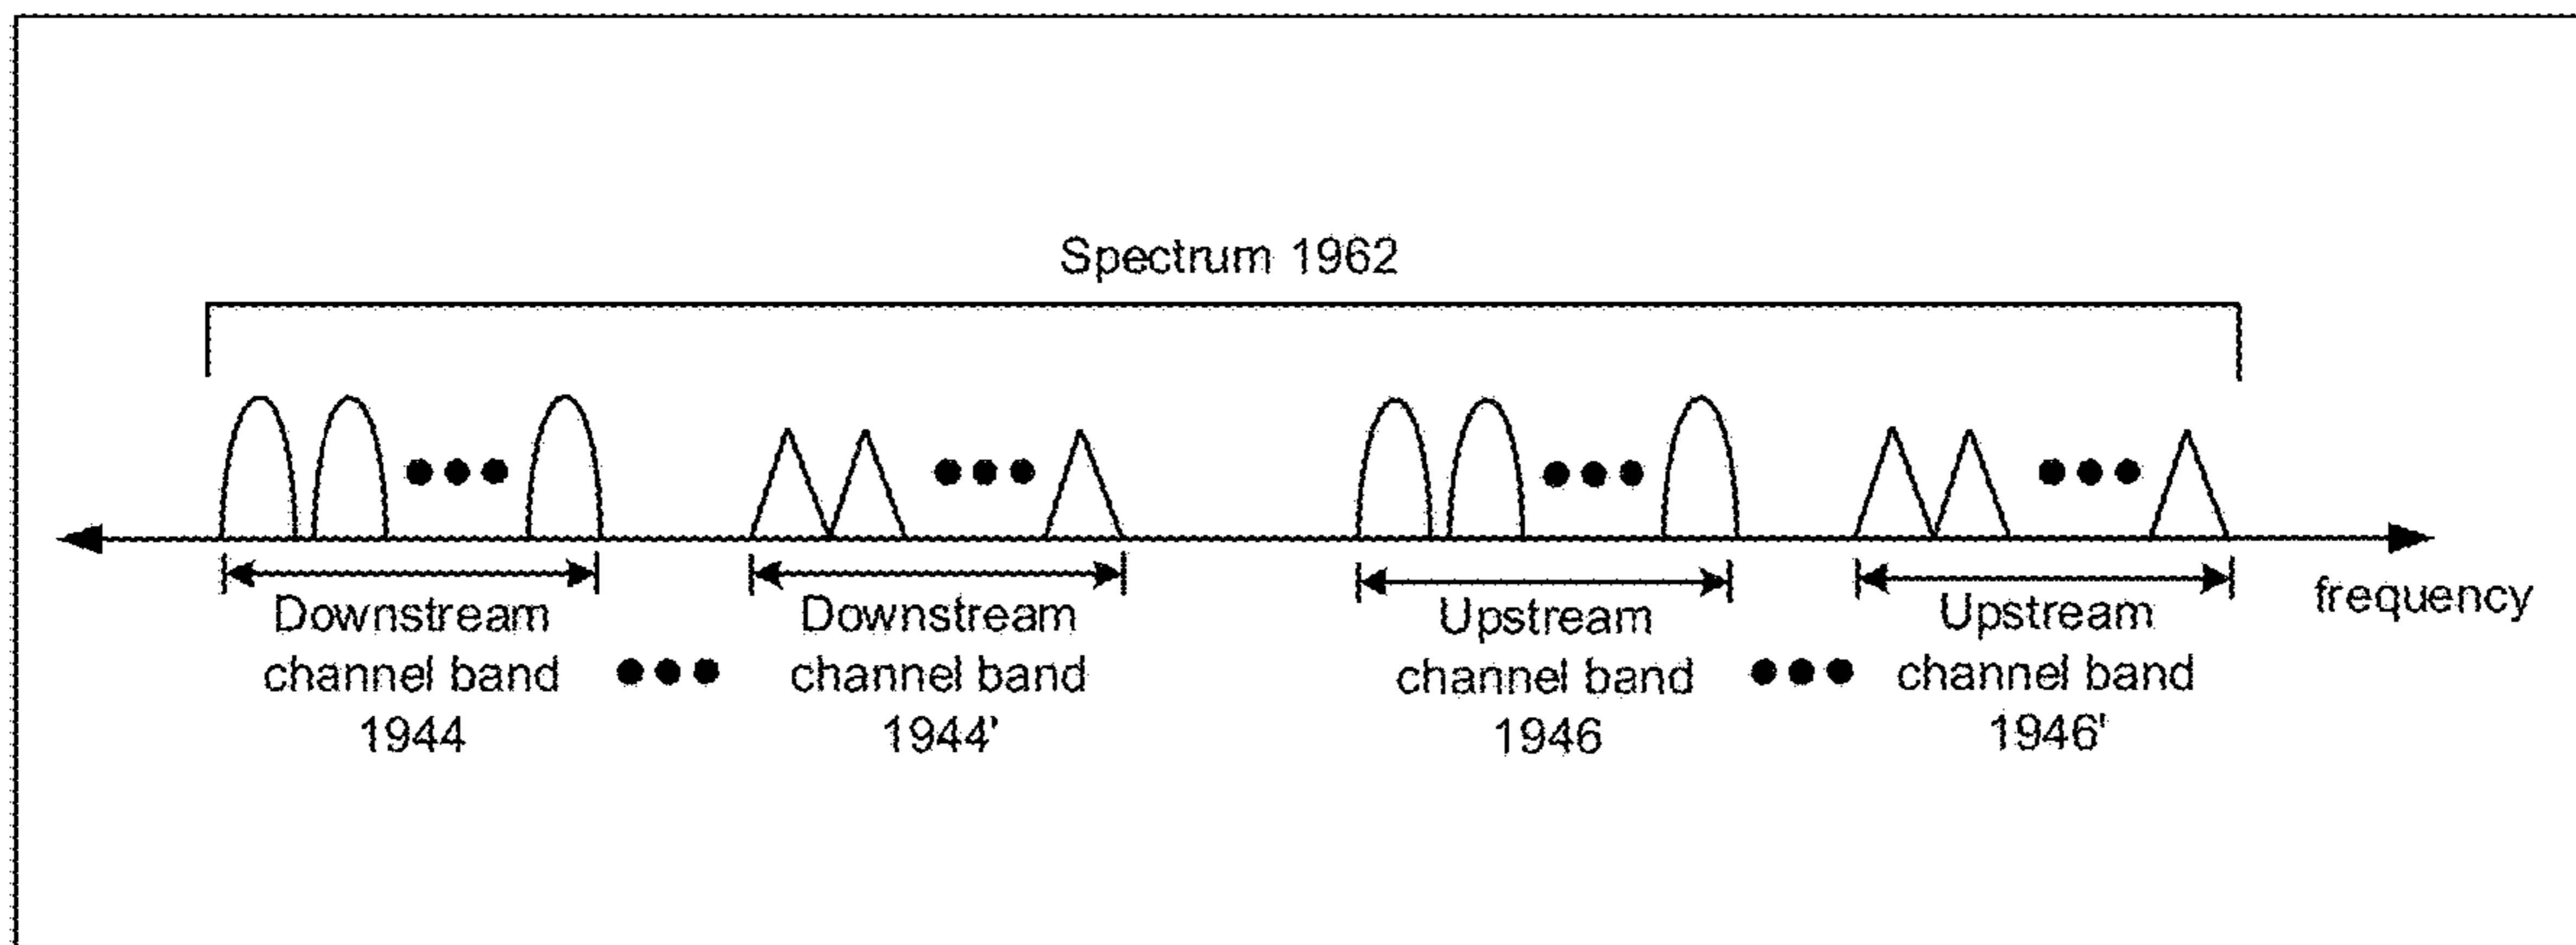 Spectrum 1962
Downstream
channel band
1944
Downstream
channel band
1944'
Upstream
channel band
1946
Upstream
channel band
1946'
frequency